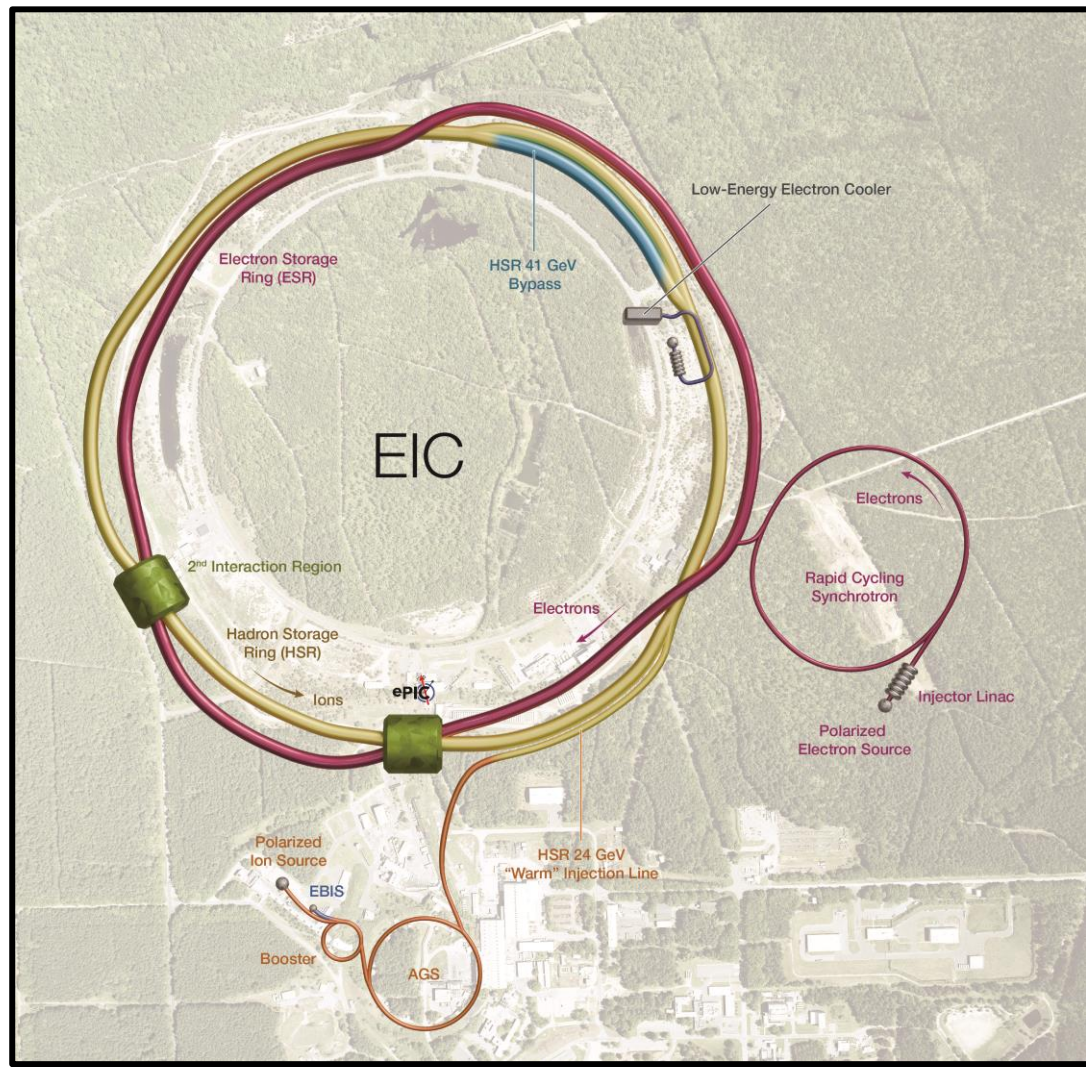 Low-Energy Electron Cooler
Electron Storage
Ring (ESR)
HSR 41 GeV
Bypass
EIC
Electrons
Rapid Cycling
Synchrotron
2nd Interaction Region
Electrons
Hadron Storage
Ring (HSR)
Ions
ePIC
Injector Linac
Polarized
Electron Source
Polarized
Ion Source
HSR 24 GeV
“Warm” Injection Line
EBIS
Booster
AGS